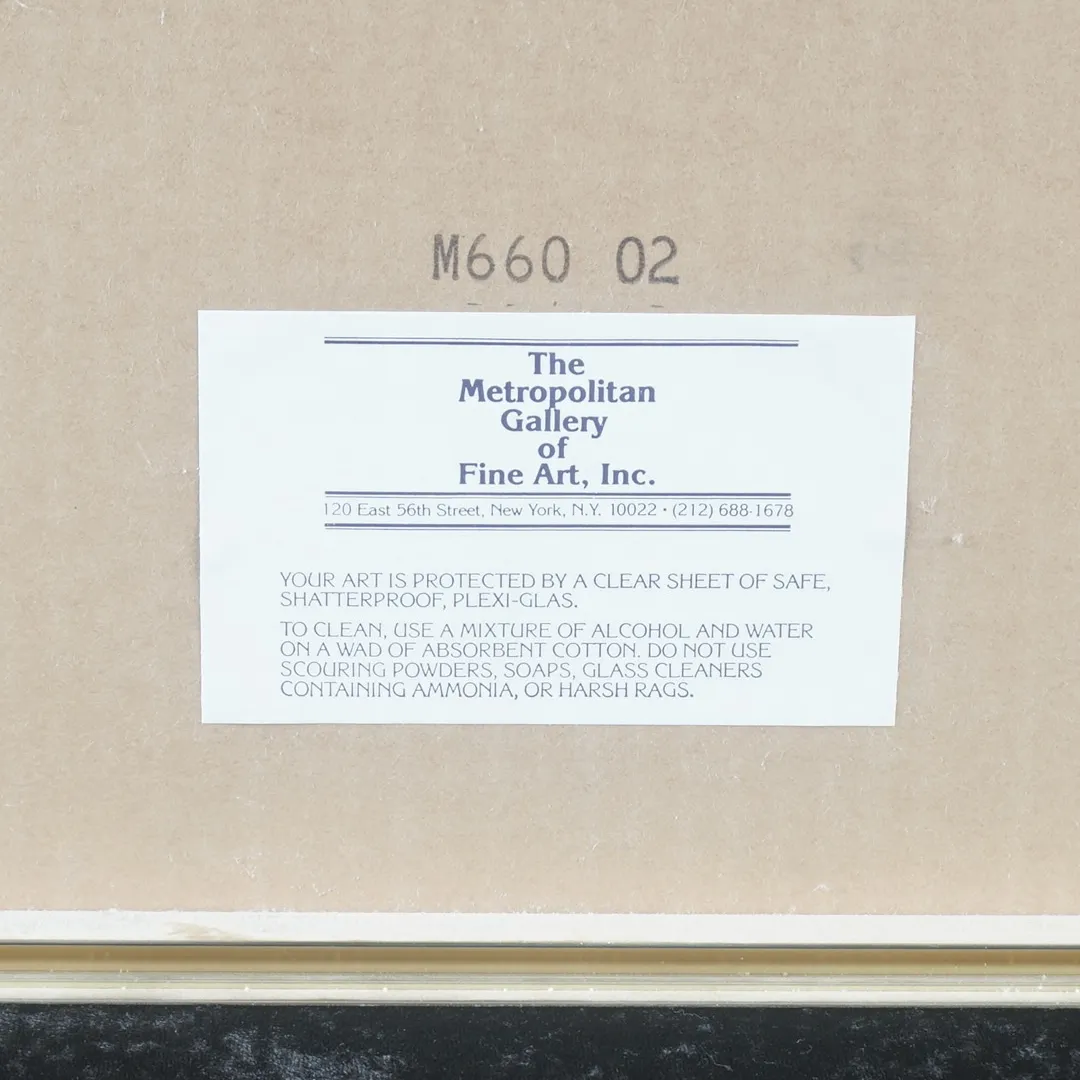 M660 02
The
Metropolitan
Gallery
of
Fine Art, Inc.
120 East 56th Street, New York, N.Y. 10022 • (212) 688-1678
YOUR ART IS PROTECTED BY A CLEAR SHEET OF SAFE,
SHATTERPROOF, PLEXI-GLAS.
TO CLEAN, USE A MIXTURE OF ALCOHOL AND WATER
ON A WAD OF ABSORBENT COTTON. DO NOT USE
SCOURING POWDERS, SOAPS, GLASS CLEANERS
CONTAINING AMMONIA, OR HARSH RAGS.